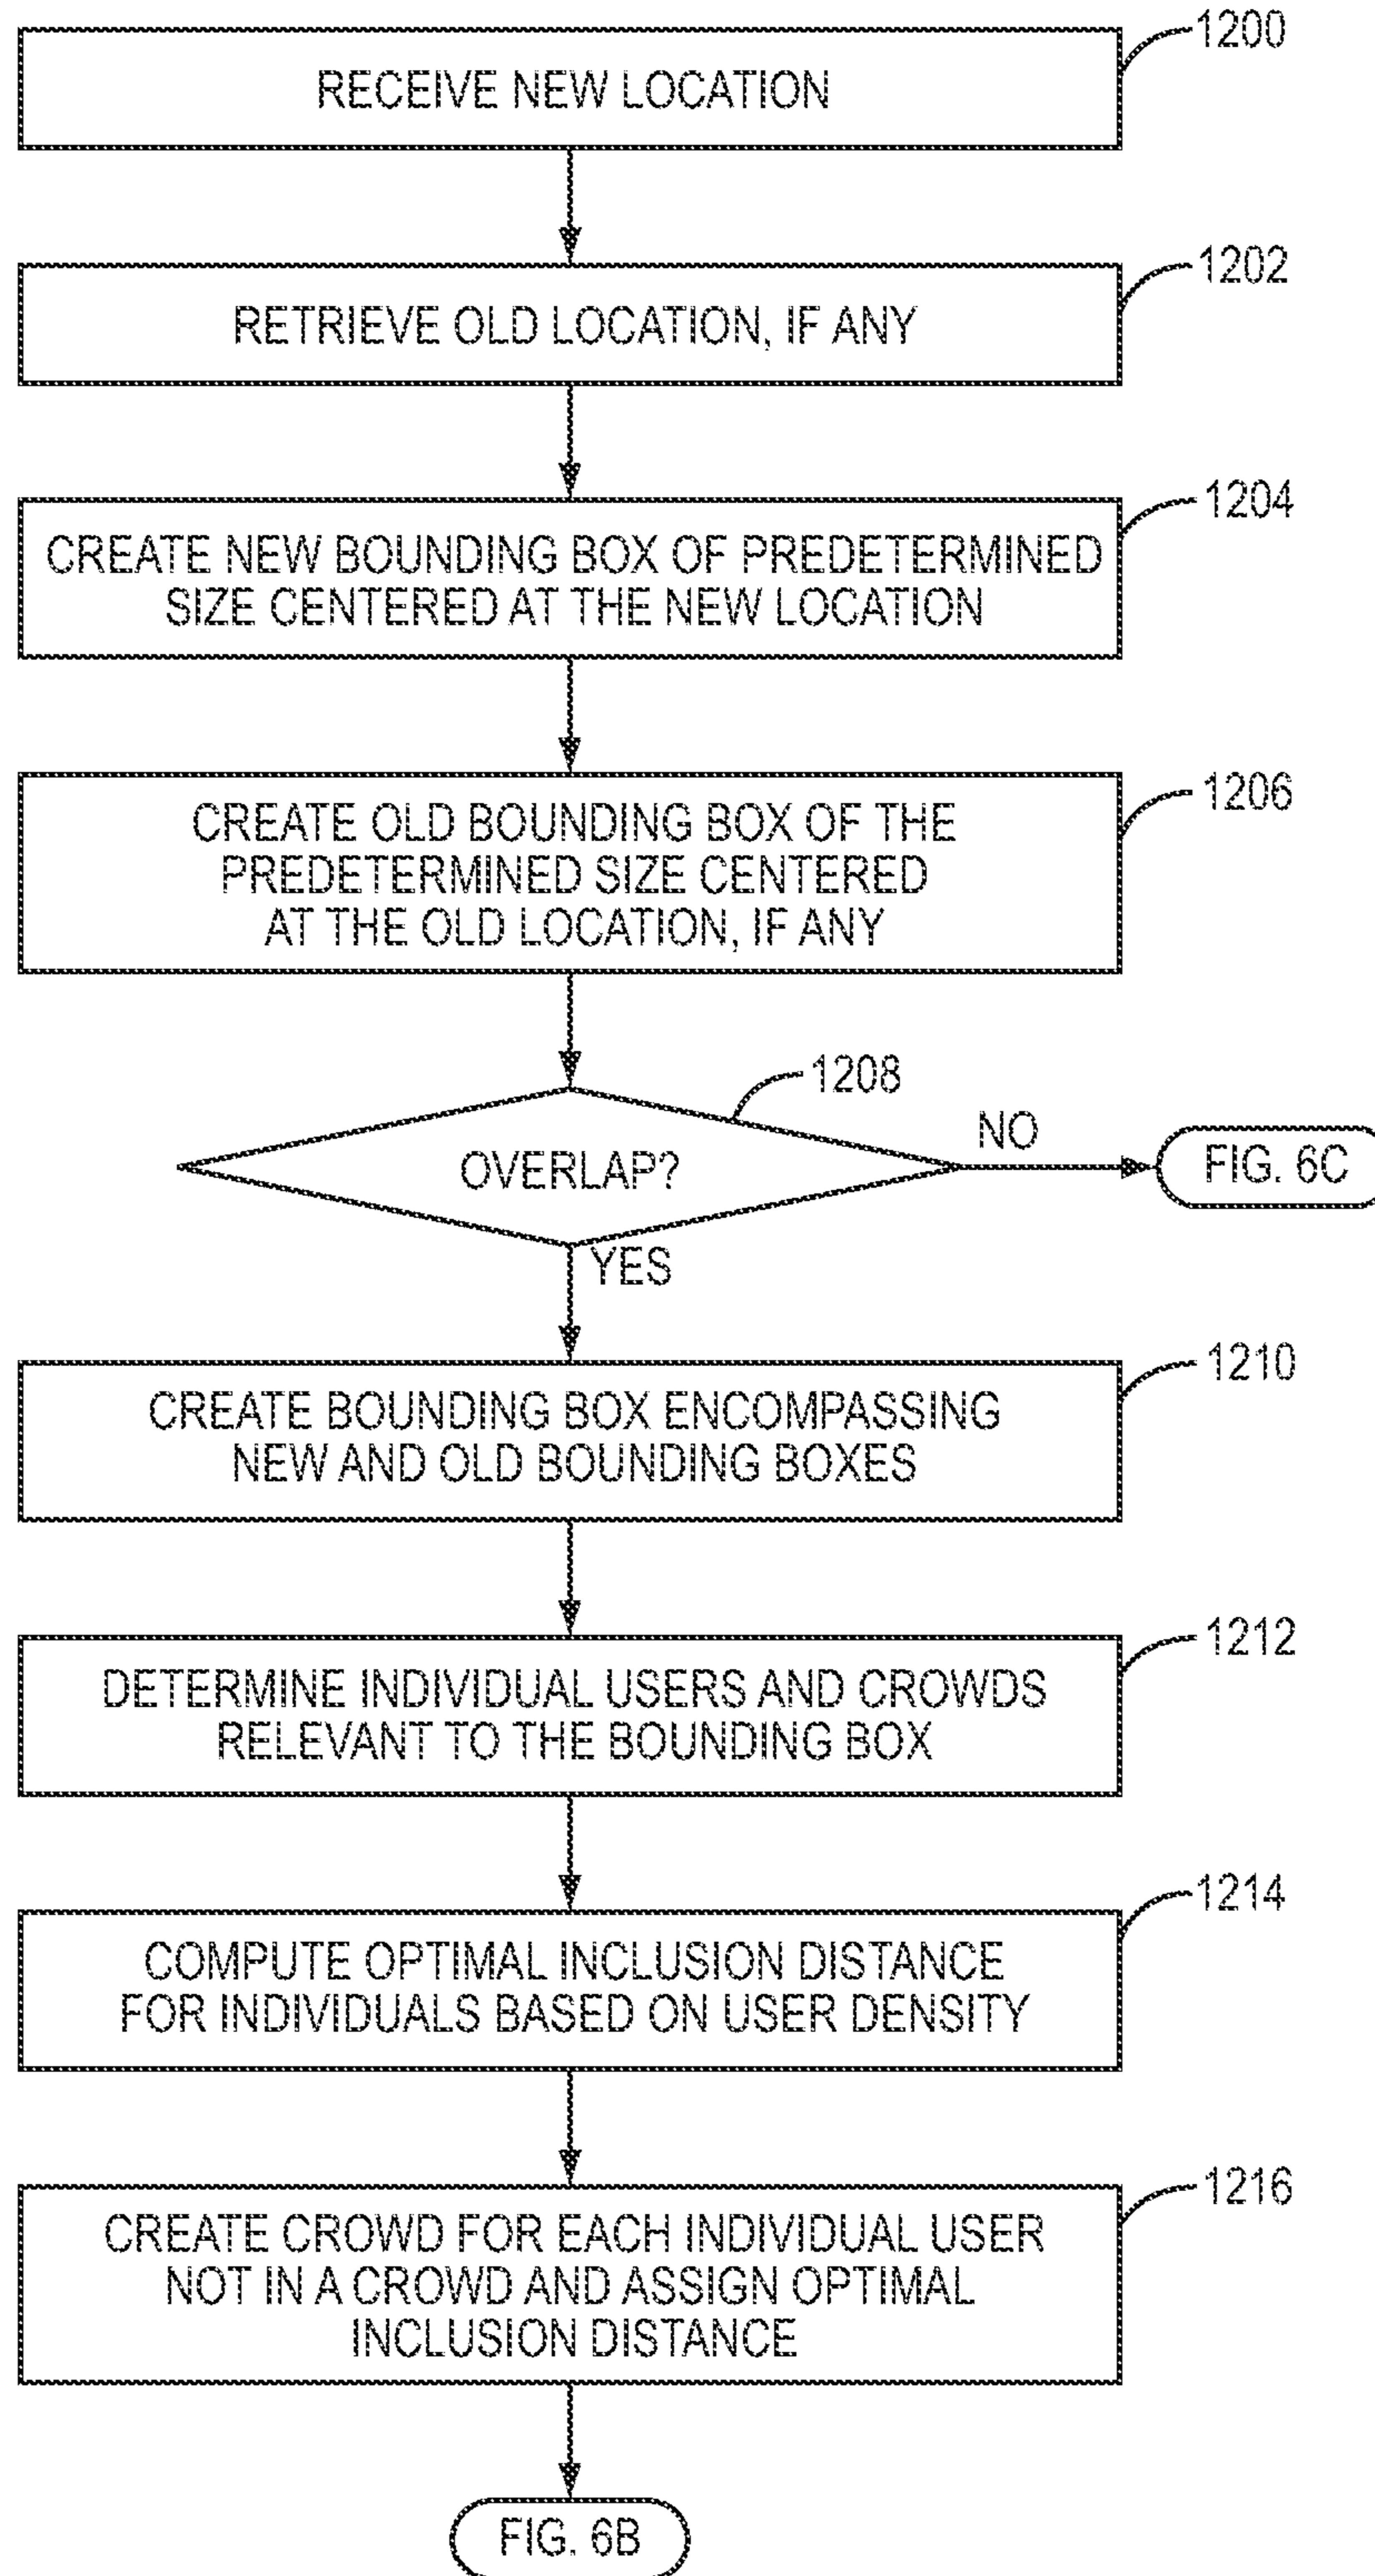 1200
RECEIVE NEW LOCATION
1202
RETRIEVE OLD LOCATION, IF ANY
1204
CREATE NEW BOUNDING BOX OF PREDETERMINED
SIZE CENTERED AT THE NEW LOCATION
1206
CREATE OLD BOUNDING BOX OF THE
PREDETERMINED SIZE CENTERED
AT THE OLD LOCATION, IF ANY
1208
OVERLAP?
NO
FIG. 6C
YES
1210
CREATE BOUNDING BOX ENCOMPASSING
NEW AND OLD BOUNDING BOXES
1212
DETERMINE INDIVIDUAL USERS AND CROWDS
RELEVANT TO THE BOUNDING BOX
1214
COMPUTE OPTIMAL INCLUSION DISTANCE
FOR INDIVIDUALS BASED ON USER DENSITY
1216
CREATE CROWD FOR EACH INDIVIDUAL USER
NOT IN A CROWD AND ASSIGN OPTIMAL
INCLUSION DISTANCE
FIG. 6B